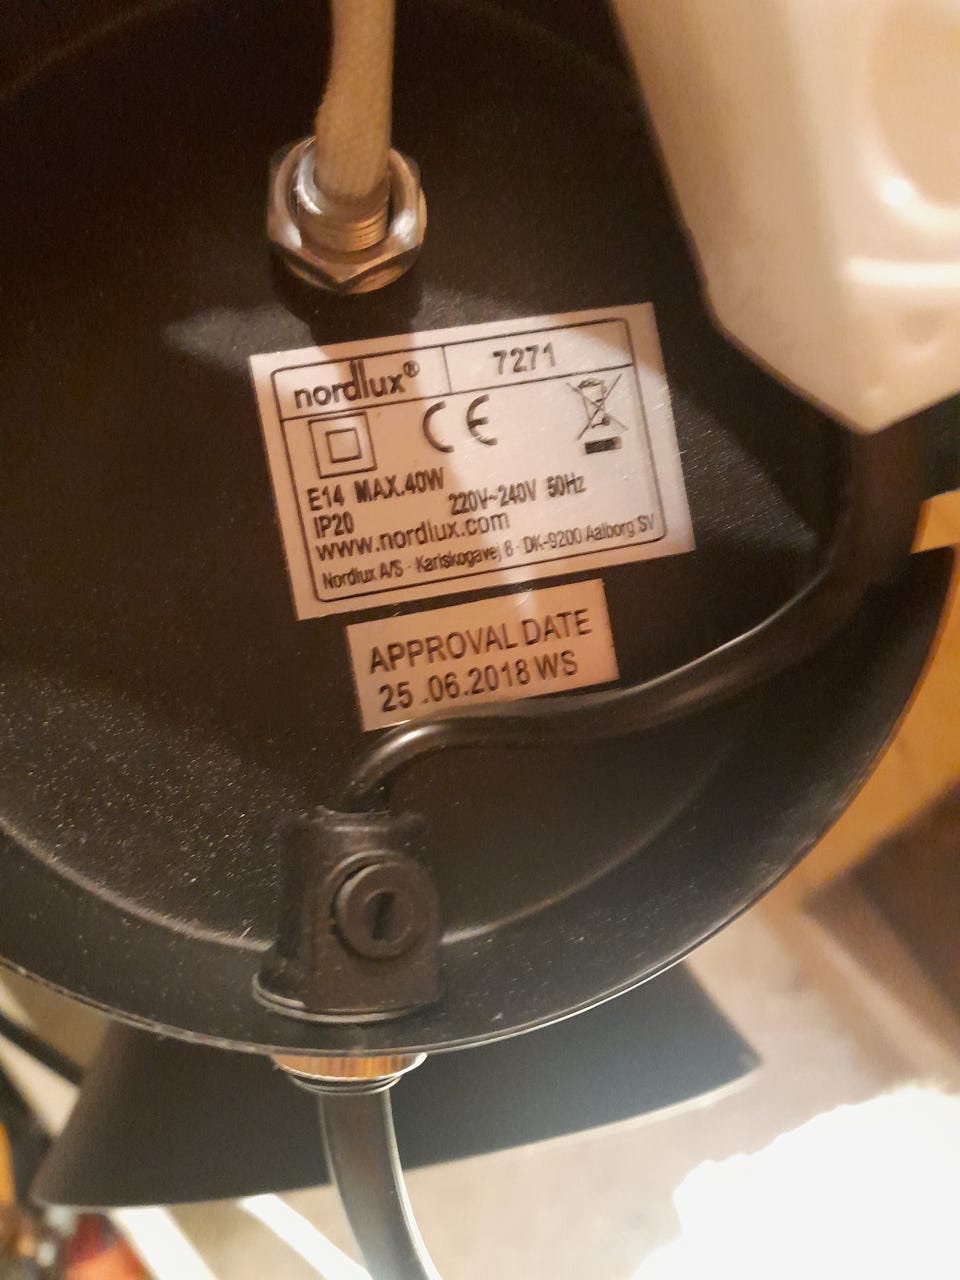 nordlux® 7271
CE
E14 MAX.40W 220V~240V 50Hz
IP20
www.nordlux.com
Nordlux A/S · Karlskogavej 8 · DK-9200 Aalborg SV
APPROVAL DATE
25 .06.2018 WS